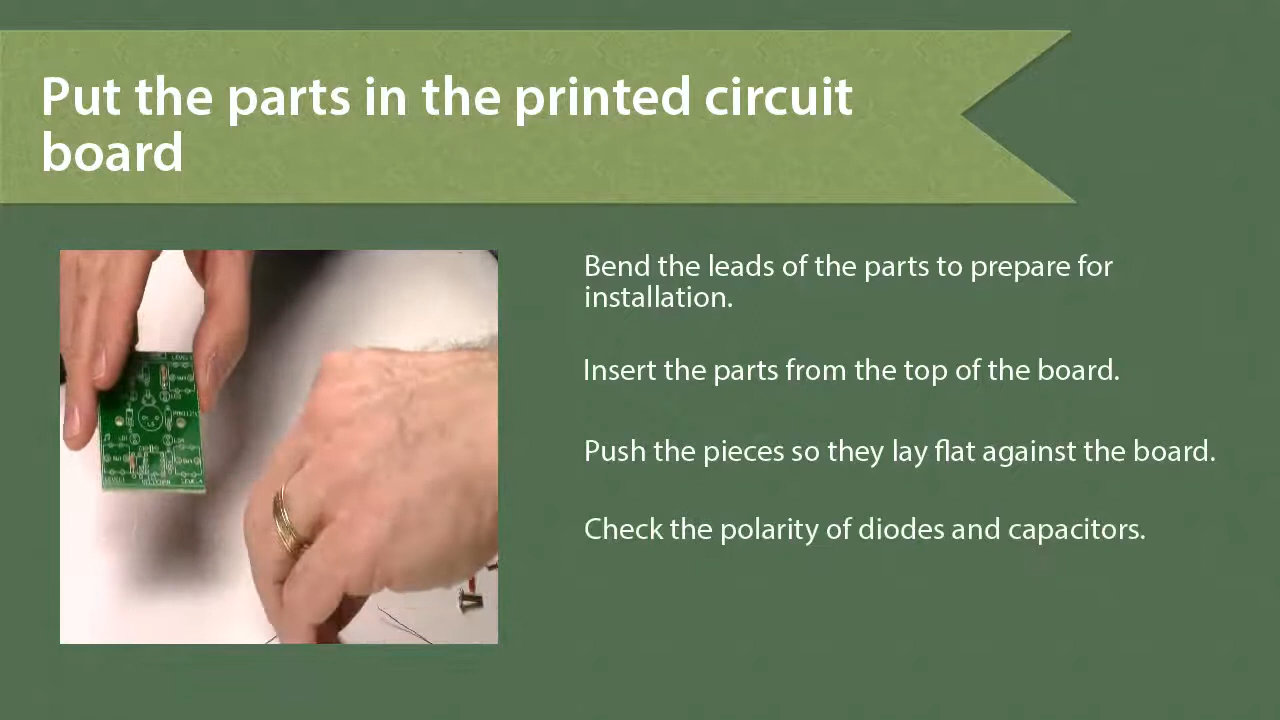 Put the parts in the printed circuit
board
Bend the leads of the parts to prepare for
installation.
Insert the parts from the top of the board.
Push the pieces so they lay flat against the board.
Check the polarity of diodes and capacitors.